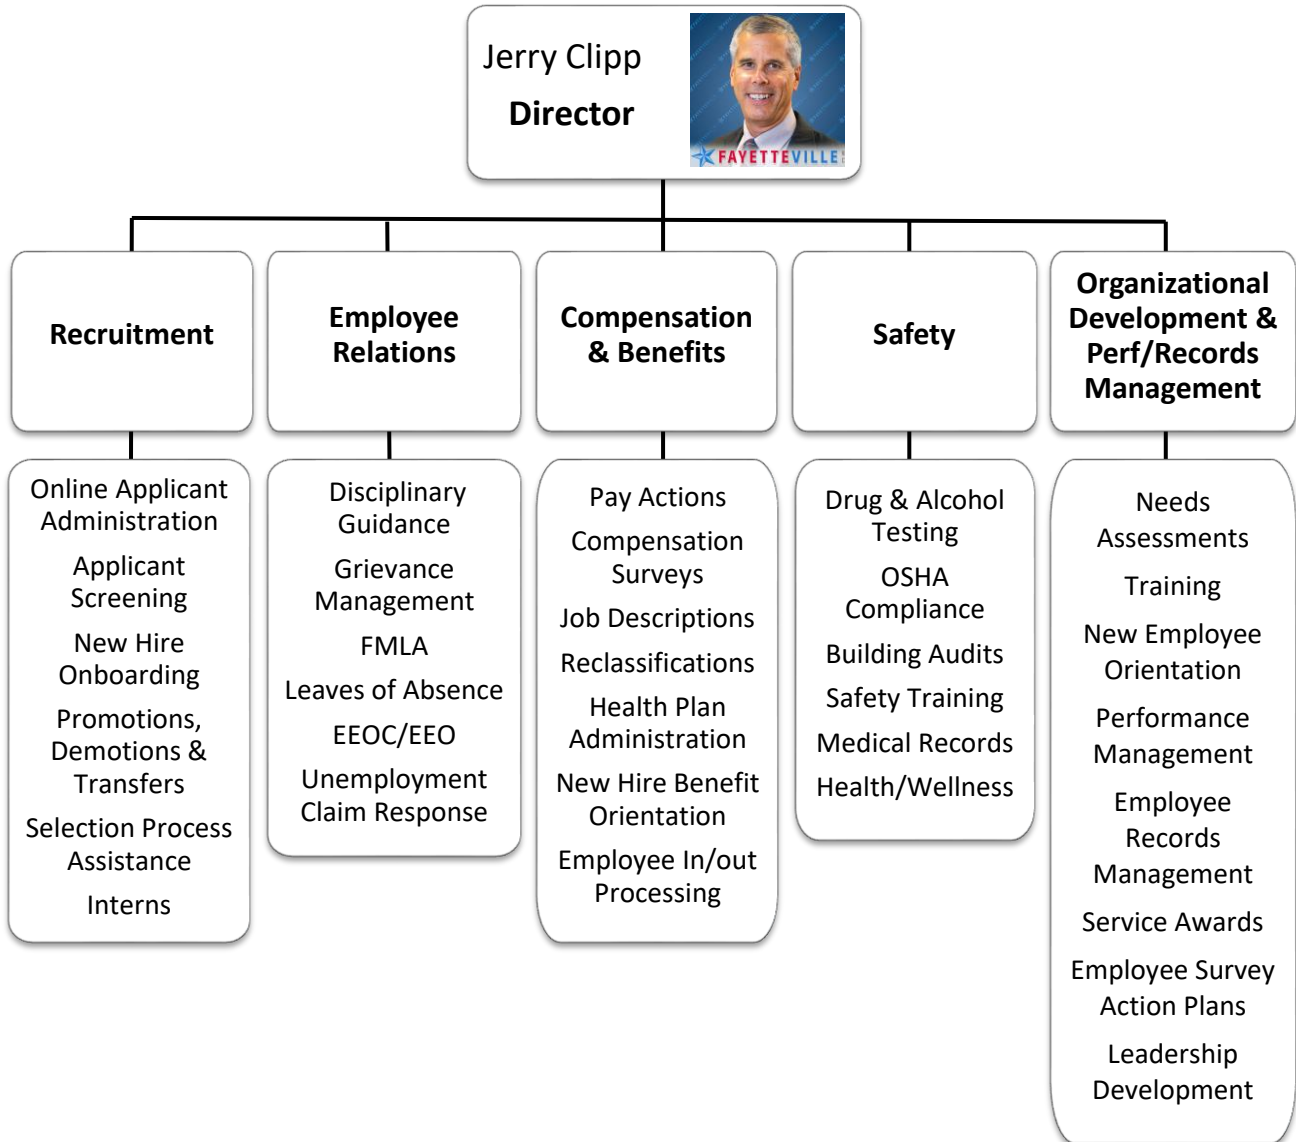 Jerry Clipp
Director
FAYETTEVILLE
Recruitment
Employee
Relations
Compensation
& Benefits
Safety
Organizational
Development &
Perf/Records
Management
Online Applicant
Administration
Applicant
Screening
New Hire
Onboarding
Promotions,
Demotions &
Transfers
Selection Process
Assistance
Interns
Disciplinary
Guidance
Grievance
Management
FMLA
Leaves of Absence
EEOC/EEO
Unemployment
Claim Response
Pay Actions
Compensation
Surveys
Job Descriptions
Reclassifications
Health Plan
Administration
New Hire Benefit
Orientation
Employee In/out
Processing
Drug & Alcohol
Testing
OSHA
Compliance
Building Audits
Safety Training
Medical Records
Health/Wellness
Needs
Assessments
Training
New Employee
Orientation
Performance
Management
Employee
Records
Management
Service Awards
Employee Survey
Action Plans
Leadership
Development